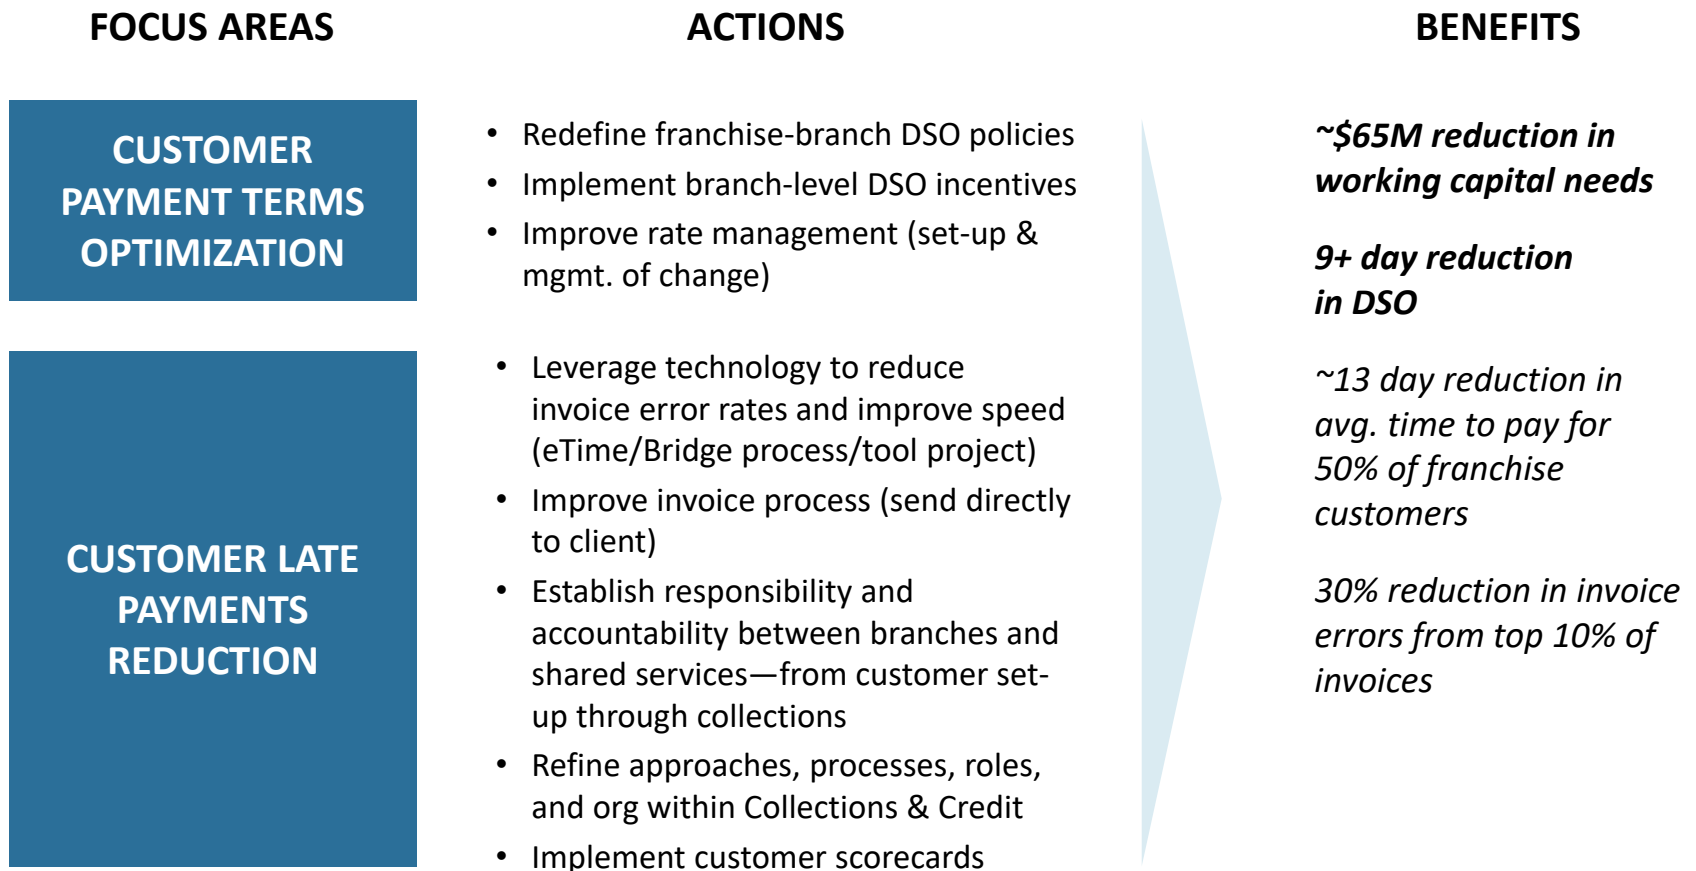 FOCUS AREAS
ACTIONS
BENEFITS
CUSTOMER
PAYMENT TERMS
OPTIMIZATION
• Redefine franchise-branch DSO policies
• Implement branch-level DSO incentives
• Improve rate management (set-up &
mgmt. of change)
CUSTOMER LATE
PAYMENTS
REDUCTION
• Leverage technology to reduce
invoice error rates and improve speed
(eTime/Bridge process/tool project)
• Improve invoice process (send directly
to client)
• Establish responsibility and
accountability between branches and
shared services—from customer set-
up through collections
• Refine approaches, processes, roles,
and org within Collections & Credit
• Implement customer scorecards
~$65M reduction in
working capital needs
9+ day reduction
in DSO
~13 day reduction in
avg. time to pay for
50% of franchise
customers
30% reduction in invoice
errors from top 10% of
invoices